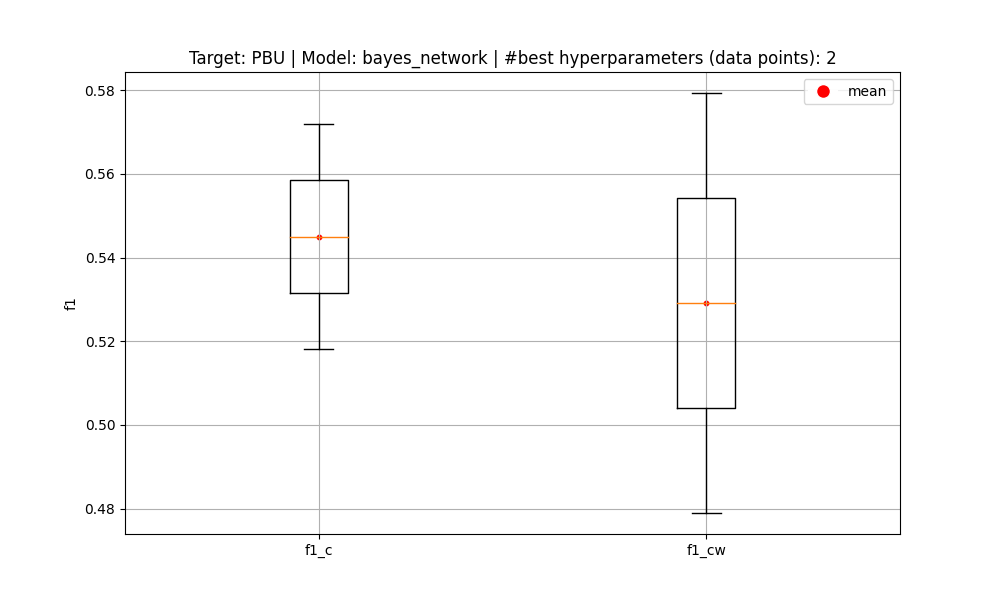 Target: PBU | Model: bayes_network | #best hyperparameters (data points): 2
mean
0.58
0.56
0.54
0.52
0.50
0.48
f1
f1_c
f1_cw